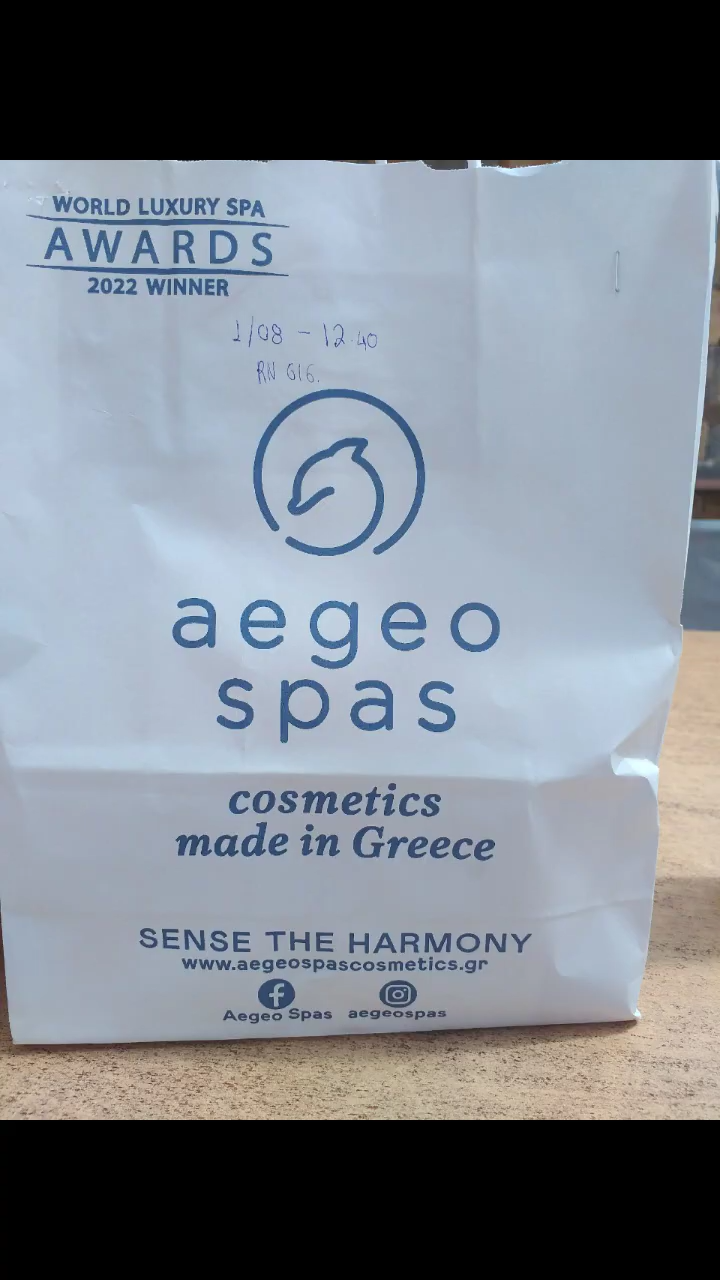 WORLD LUXURY SPA
AWARDS
2022 WINNER
1/08 - 12.40
RN 616.
aegeo
spas
cosmetics
made in Greece
SENSE THE HARMONY
www.aegeospascosmetics.gr
Aegeo Spas aegeospas